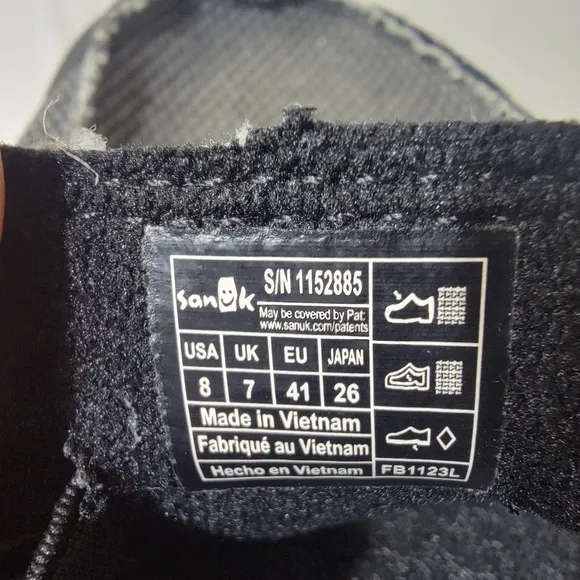 sanuk
S/N 1152885
May be covered by Pat:
www.sanuk.com/patents
USA UK EU JAPAN
8 7 41 26
Made in Vietnam
Fabriqué au Vietnam
Hecho en Vietnam
FB1123L